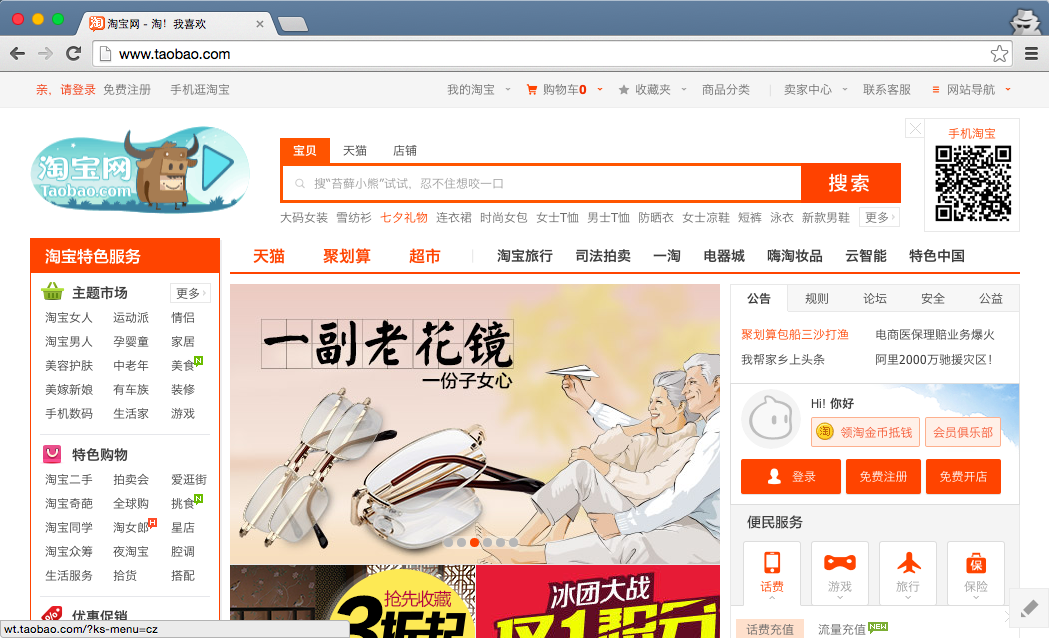 淘宝网 - 淘！我喜欢
www.taobao.com
亲，请登录 免费注册 手机逛淘宝 我的淘宝 购物车0 收藏夹 商品分类 卖家中心 联系客服 网站导航
淘宝网
Taobao.com
宝贝 天猫 店铺
搜“苔藓小熊”试试，忍不住想咬一口 搜索
大码女装 雪纺衫 七夕礼物 连衣裙 时尚女包 女士T恤 男士T恤 防晒衣 女士凉鞋 短裤 泳衣 新款男鞋 更多
手机淘宝
淘宝特色服务
天猫 聚划算 超市 淘宝旅行 司法拍卖 一淘 电器城 嗨淘妆品 云智能 特色中国
主题市场 更多
淘宝女人 运动派 情侣
淘宝男人 孕婴童 家居
美容护肤 中老年 美食 N
美嫁新娘 有车族 装修
手机数码 生活家 游戏
特色购物
淘宝二手 拍卖会 爱逛街
淘宝奇葩 全球购 挑食 N
淘宝同学 淘女郎 H 星店
淘宝众筹 夜淘宝 腔调
生活服务 拾货 搭配
优惠促销
一副老花镜
一份子女心
抢先收藏
3折起
冰团大战
公告 规则 论坛 安全 公益
聚划算包船三沙打渔 电商医保理赔业务爆火
我帮家乡上头条 阿里2000万驰援灾区！
Hi! 你好
淘 领淘金币抵钱 会员俱乐部
登录 免费注册 免费开店
便民服务
保
话费 游戏 旅行 保险
话费充值 流量充值 NEW
wt.taobao.com/?ks-menu=cz